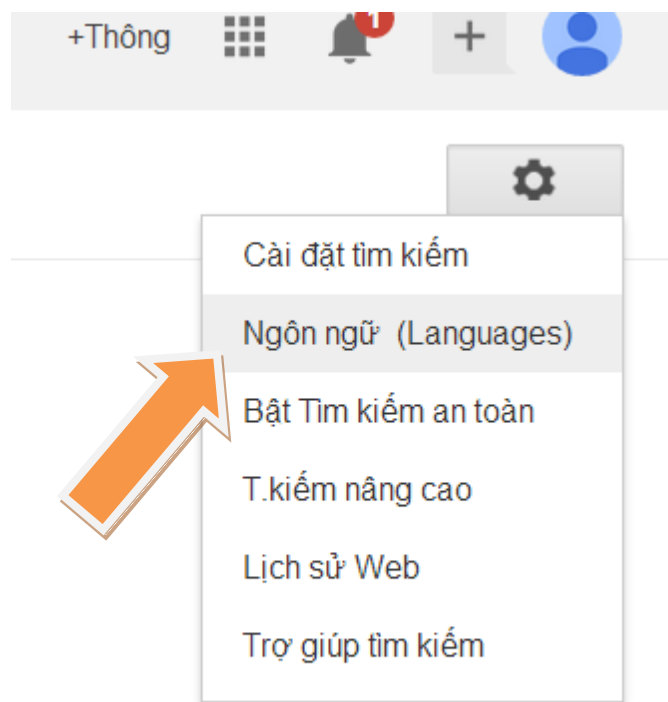 +Thông
1
+
Cài đặt tìm kiếm
Ngôn ngữ (Languages)
Bật Tìm kiếm an toàn
T.kiếm nâng cao
Lịch sử Web
Trợ giúp tìm kiếm